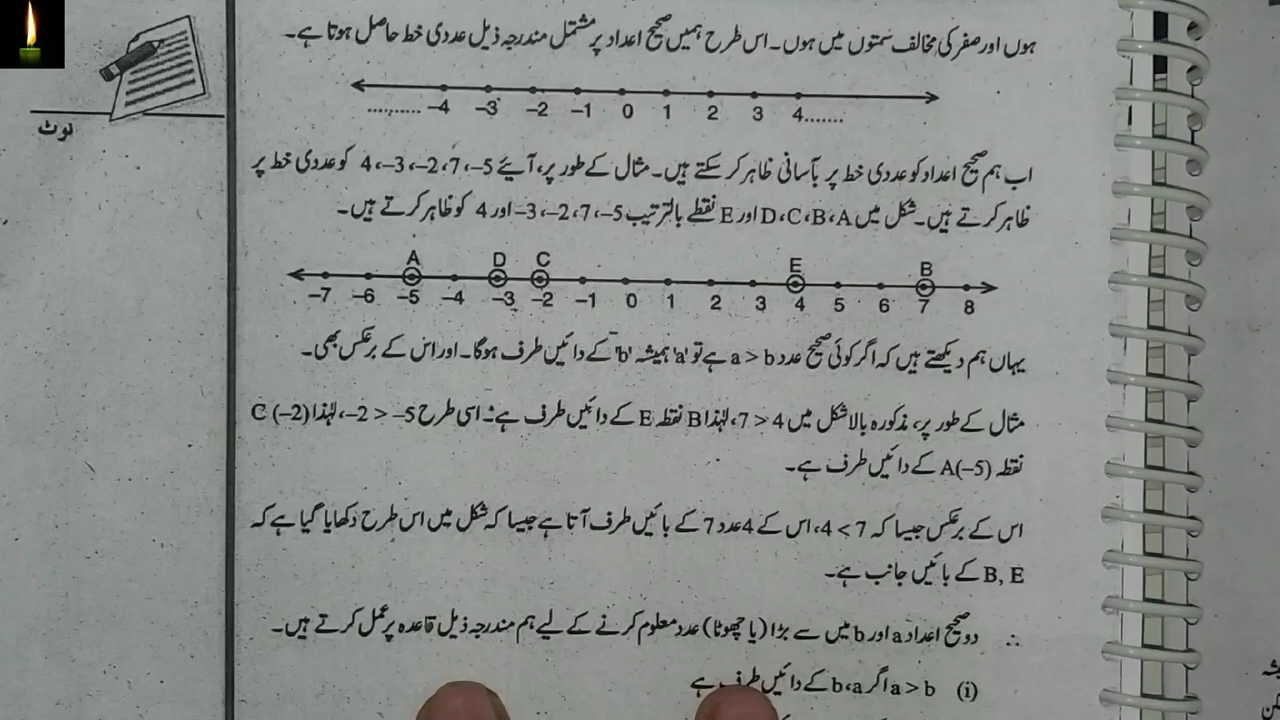 ہوں اور صفر کی مخالف سمتوں میں ہوں۔ اس طرح ہمیں صحیح اعداد پر مشتمل مندرجہ ذیل عددی خط حاصل ہوتا ہے۔
.......... –4 –3 –2 –1 0 1 2 3 4.......
نوٹ
اب ہم صحیح اعداد کو عددی خط پر بآسانی ظاہر کر سکتے ہیں۔ مثال کے طور پر، آیئے 5–، 7، 2–، 3–، 4 کو عددی خط پر
ظاہر کرتے ہیں۔ شکل میں D، C، B، A اور E نقطے بالترتیب 5–، 7، 2–، 3– اور 4 کو ظاہر کرتے ہیں۔
A D C E B
–7 –6 –5 –4 –3 –2 –1 0 1 2 3 4 5 6 7 8
یہاں ہم دیکھتے ہیں کہ اگر کوئی صحیح عدد a > b ہے تو 'a' ہمیشہ 'b' کے دائیں طرف ہوگا۔ اور اس کے برعکس بھی۔
مثال کے طور پر، مذکورہ بالا شکل میں 7 > 4، لہٰذا B نقطہ E کے دائیں طرف ہے۔ اسی طرح –2 > –5، لہٰذا C (–2)
نقطہ A(–5) کے دائیں طرف ہے۔
اس کے برعکس جیسا کہ 4 < 7، اس کے 4 عدد 7 کے بائیں طرف آتا ہے جیسا کہ شکل میں اس طرح دکھایا گیا ہے کہ
B, E کے بائیں جانب ہے۔
∴ دو صحیح اعداد a اور b میں سے بڑا (یا چھوٹا) عدد معلوم کرنے کے لیے ہم مندرجہ ذیل قاعدہ پر عمل کرتے ہیں۔
(i) a > b اگر b، a کے دائیں طرف ہے